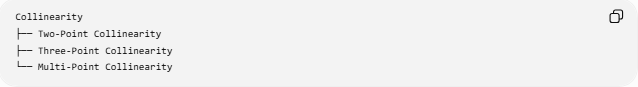 Collinearity
├── Two-Point Collinearity
├── Three-Point Collinearity
└── Multi-Point Collinearity